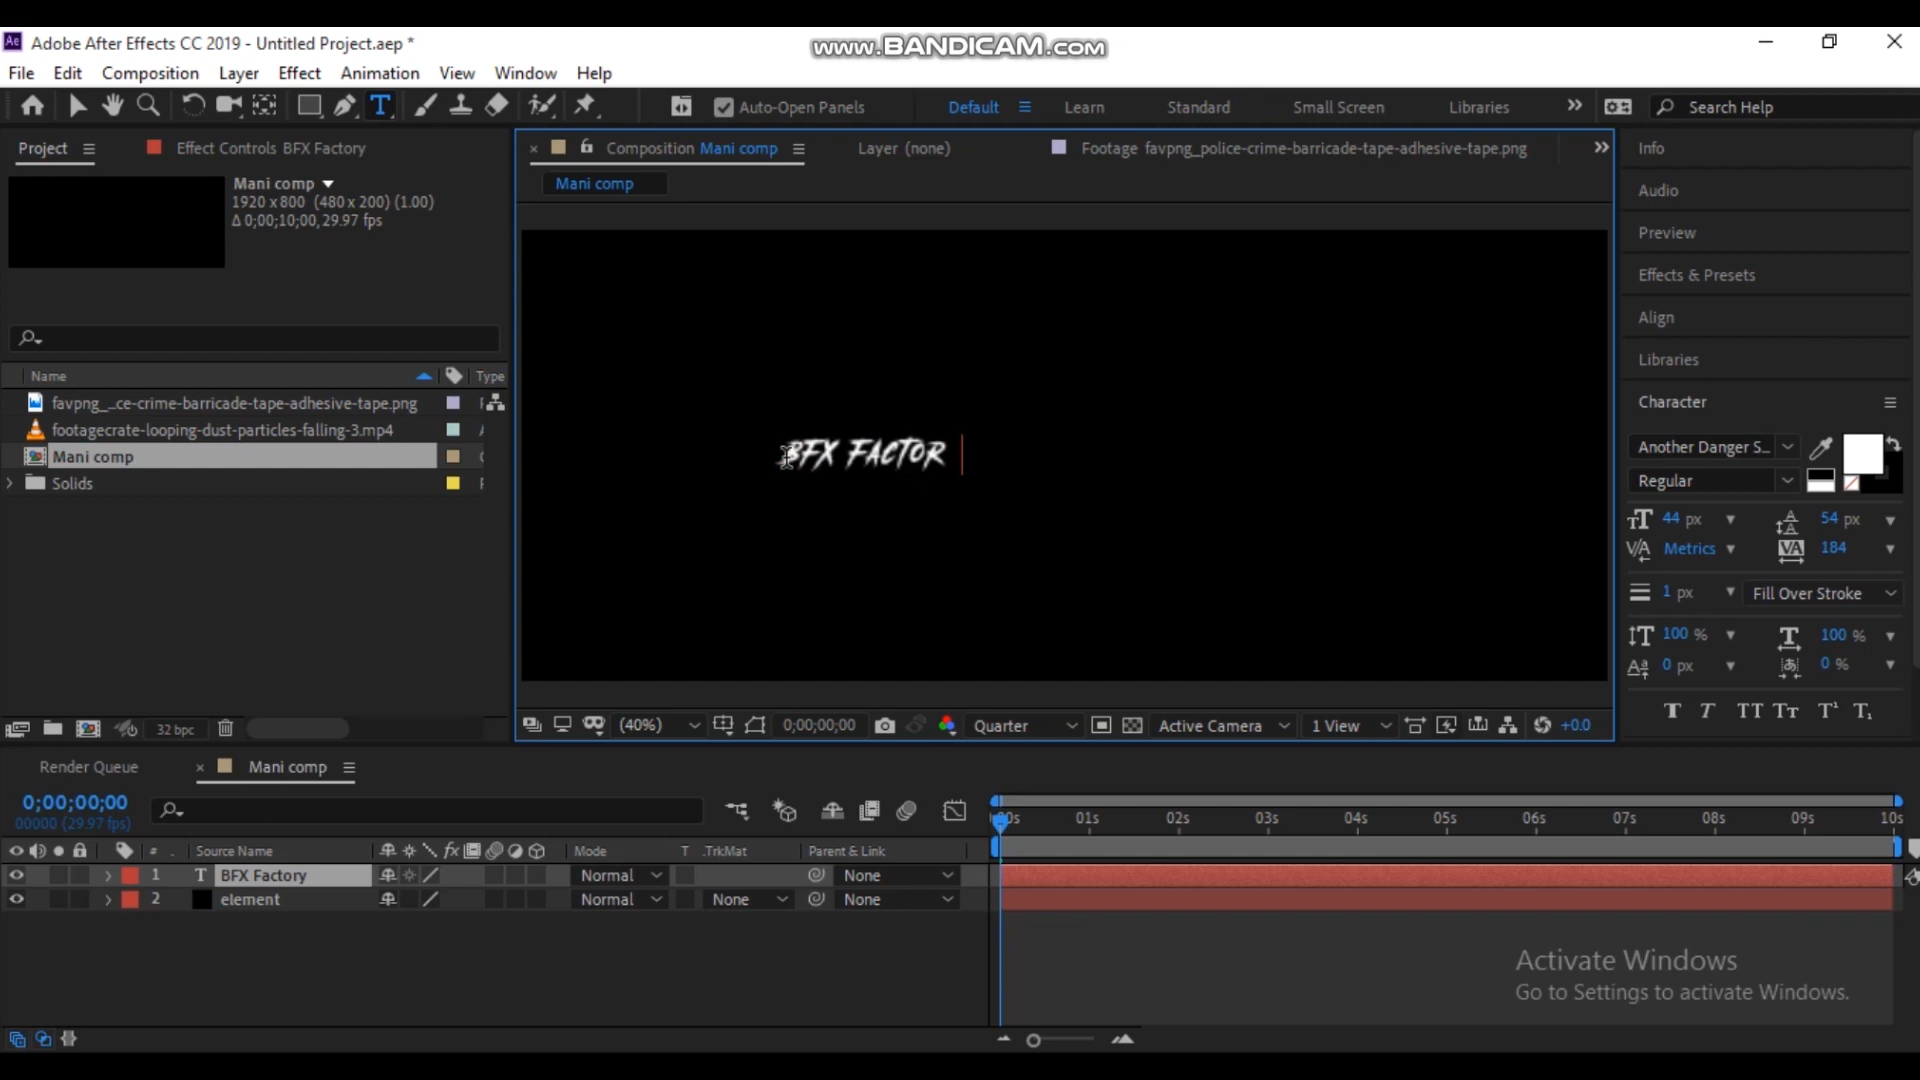 Adobe After Effects CC 2019 - Untitled Project.aep *
www.BANDICAM.com
File Edit Composition Layer Effect Animation View Window Help
Auto-Open Panels Default Learn Standard Small Screen Libraries Search Help
Project Effect Controls BFX Factory
Composition Mani comp Layer (none) Footage favpng_police-crime-barricade-tape-adhesive-tape.png
Mani comp
1920 x 800 (480 x 200) (1.00)
Δ 0;00;10;00, 29.97 fps
Mani comp
Name Type
favpng_...ce-crime-barricade-tape-adhesive-tape.png
footagecrate-looping-dust-particles-falling-3.mp4
Mani comp
Solids
BFX FACTOR
Info
Audio
Preview
Effects & Presets
Align
Libraries
Character
Another Danger S...
Regular
44 px 54 px
Metrics 184
1 px Fill Over Stroke
100 % 100 %
0 px 0 %
T T TT Tt T¹ T₁
32 bpc
(40%) 0;00;00;00 Quarter Active Camera 1 View +0.0
Render Queue Mani comp
0;00;00;00
00000 (29.97 fps)
01s 02s 03s 04s 05s 06s 07s 08s 09s 10s
# Source Name Mode T .TrkMat Parent & Link
1 T BFX Factory Normal None
2 element Normal None None
Activate Windows
Go to Settings to activate Windows.